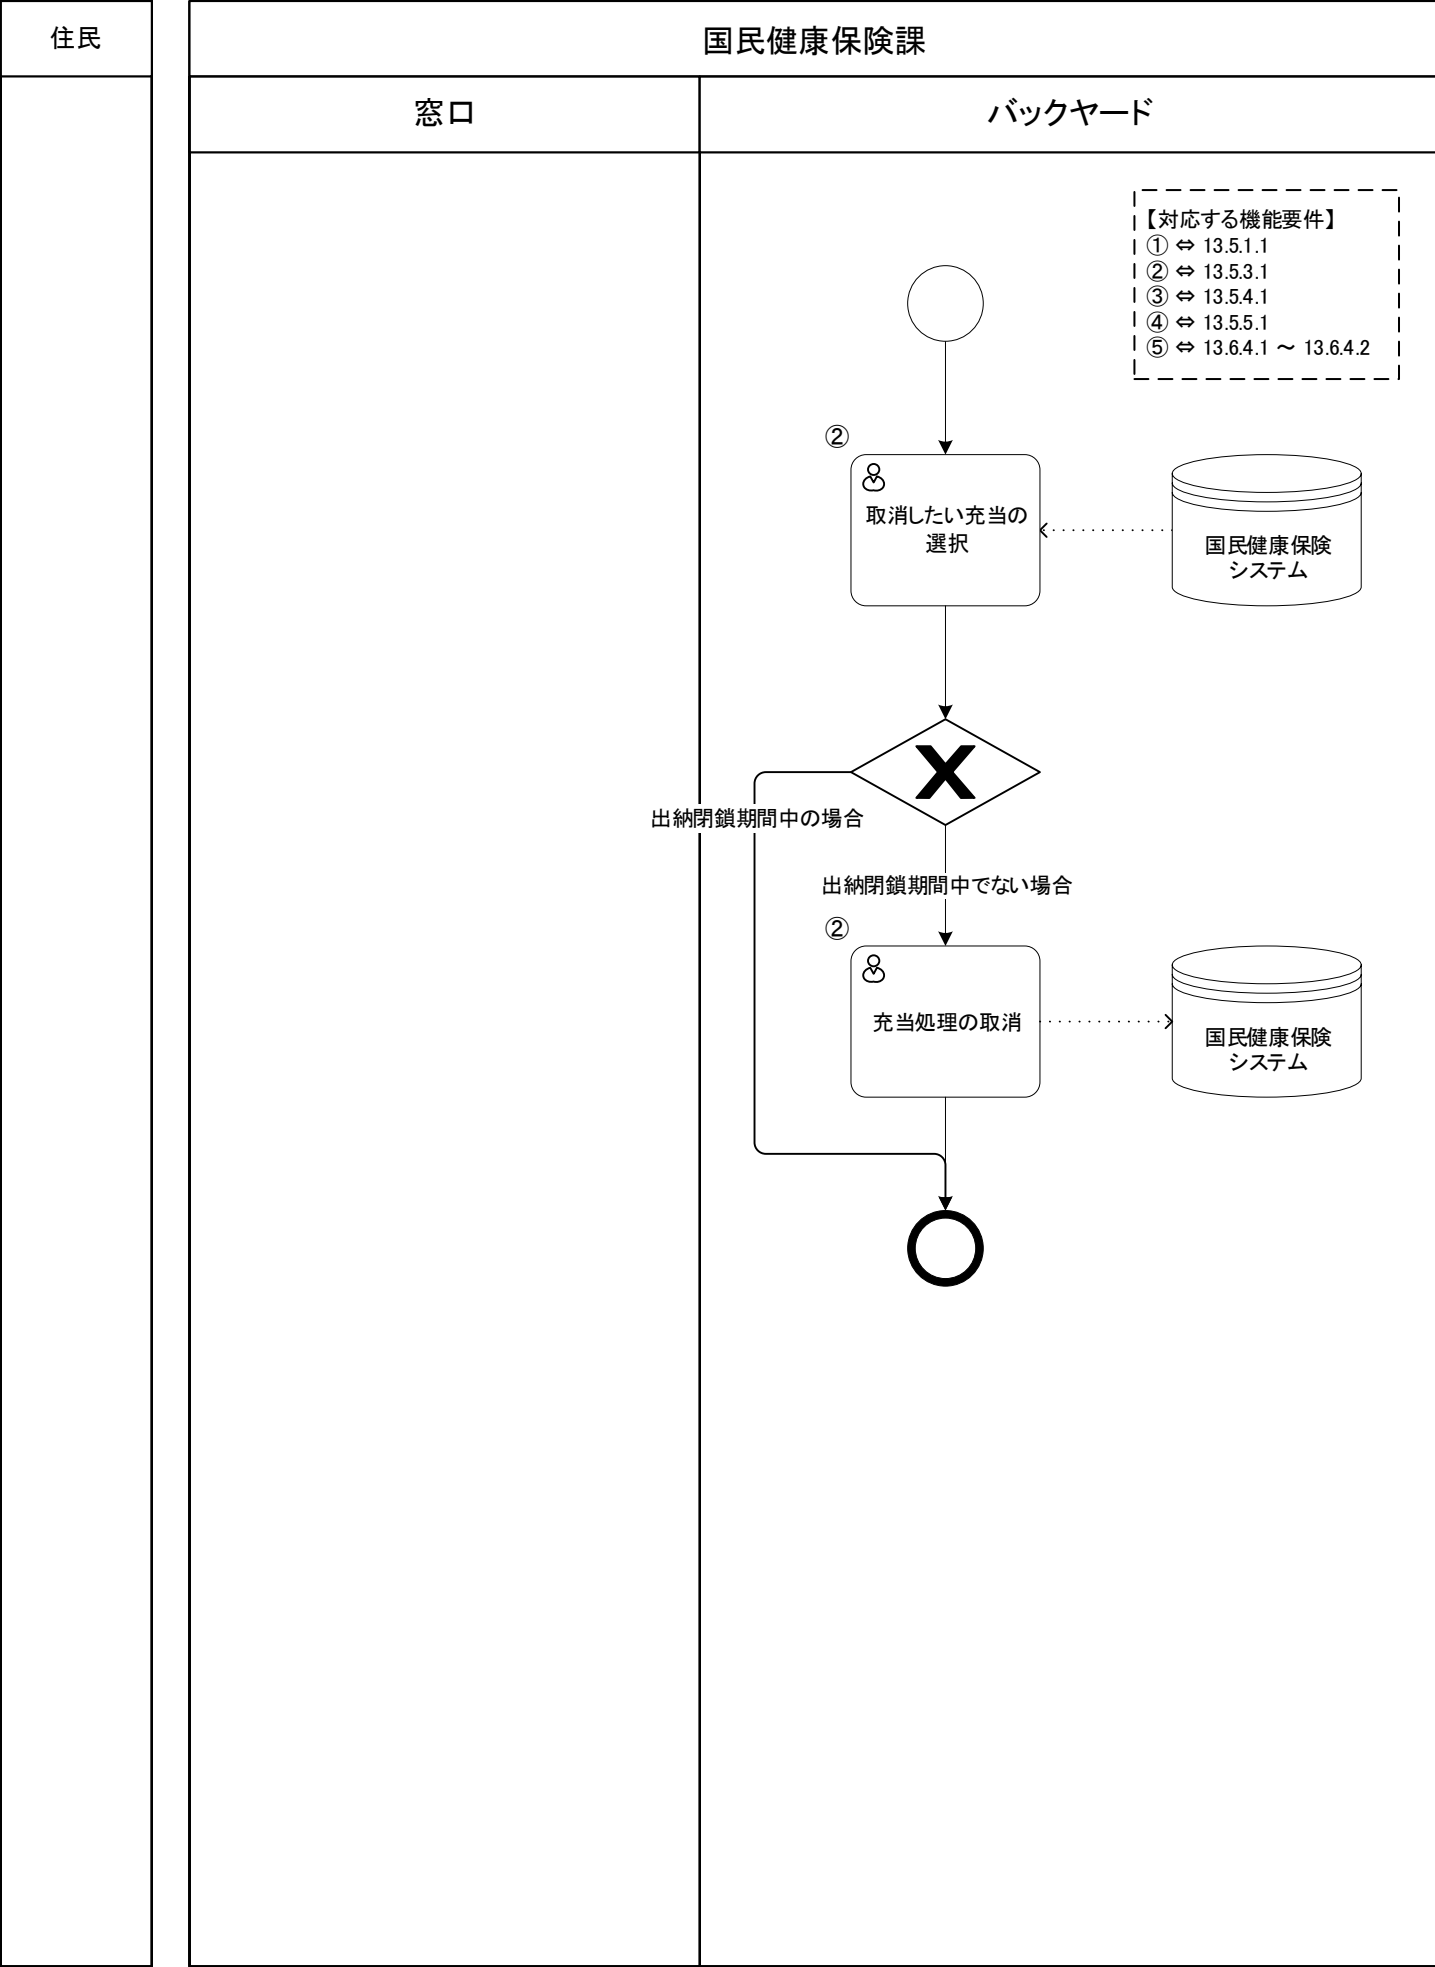 住民
国民健康保険課
窓口
バックヤード
【対応する機能要件】
① ⇔ 13.5.1.1
② ⇔ 13.5.3.1
③ ⇔ 13.5.4.1
④ ⇔ 13.5.5.1
⑤ ⇔ 13.6.4.1 ～ 13.6.4.2
②
取消したい充当の
選択
国民健康保険
システム
X
出納閉鎖期間中の場合
出納閉鎖期間中でない場合
②
充当処理の取消
国民健康保険
システム